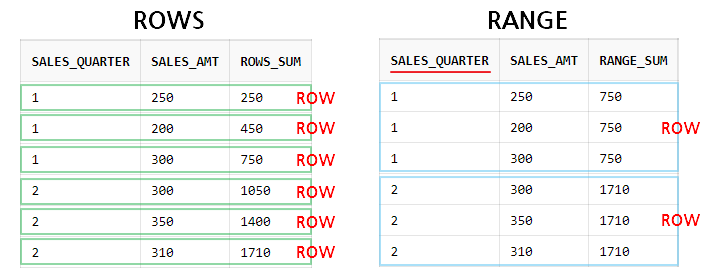 ROWS
SALES_QUARTER SALES_AMT ROWS_SUM
1 250 250 ROW
1 200 450 ROW
1 300 750 ROW
2 300 1050 ROW
2 350 1400 ROW
2 310 1710 ROW
RANGE
SALES_QUARTER SALES_AMT RANGE_SUM
1 250 750
1 200 750 ROW
1 300 750
2 300 1710
2 350 1710 ROW
2 310 1710